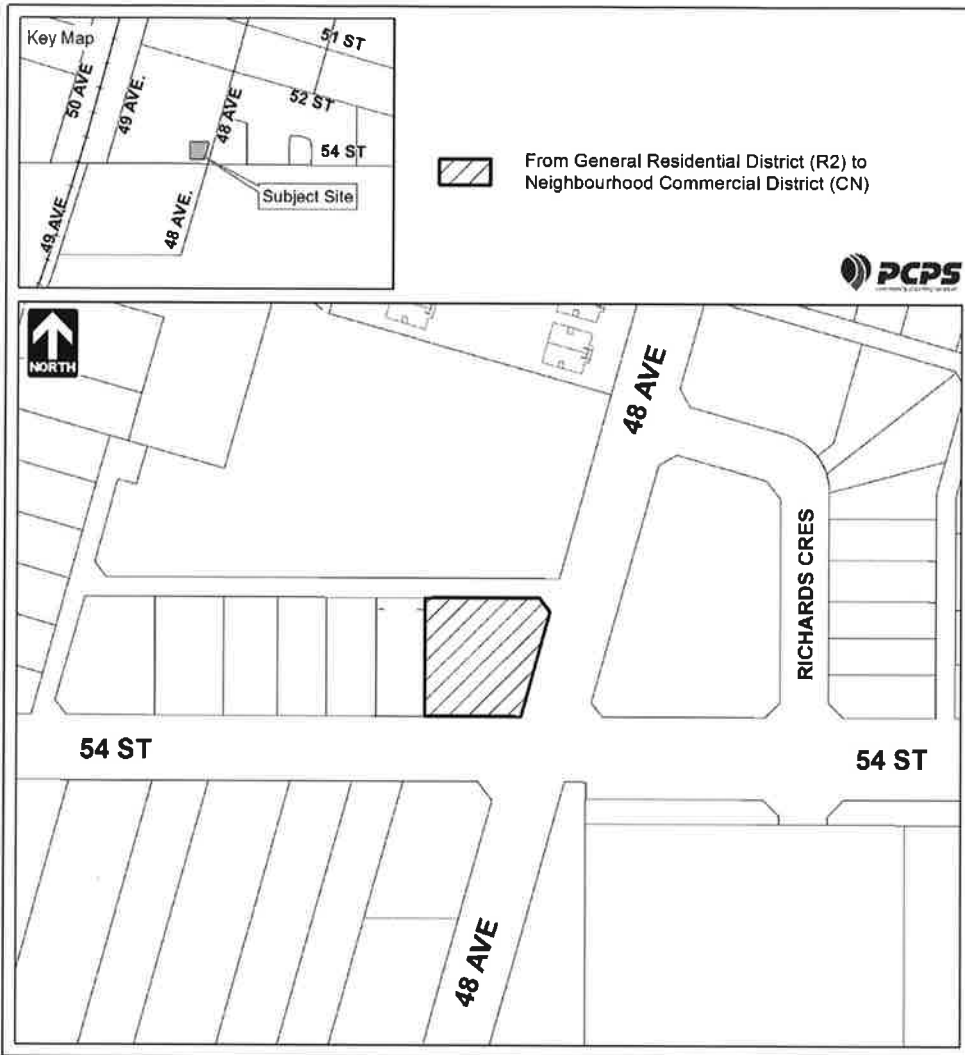 Key Map
51 ST
50 AVE
49 AVE.
52 ST
48 AVE
54 ST
Subject Site
49 AVE.
48 AVE.
From General Residential District (R2) to
Neighbourhood Commercial District (CN)
PCPS
NORTH
48 AVE
RICHARDS CRES
54 ST
54 ST
48 AVE